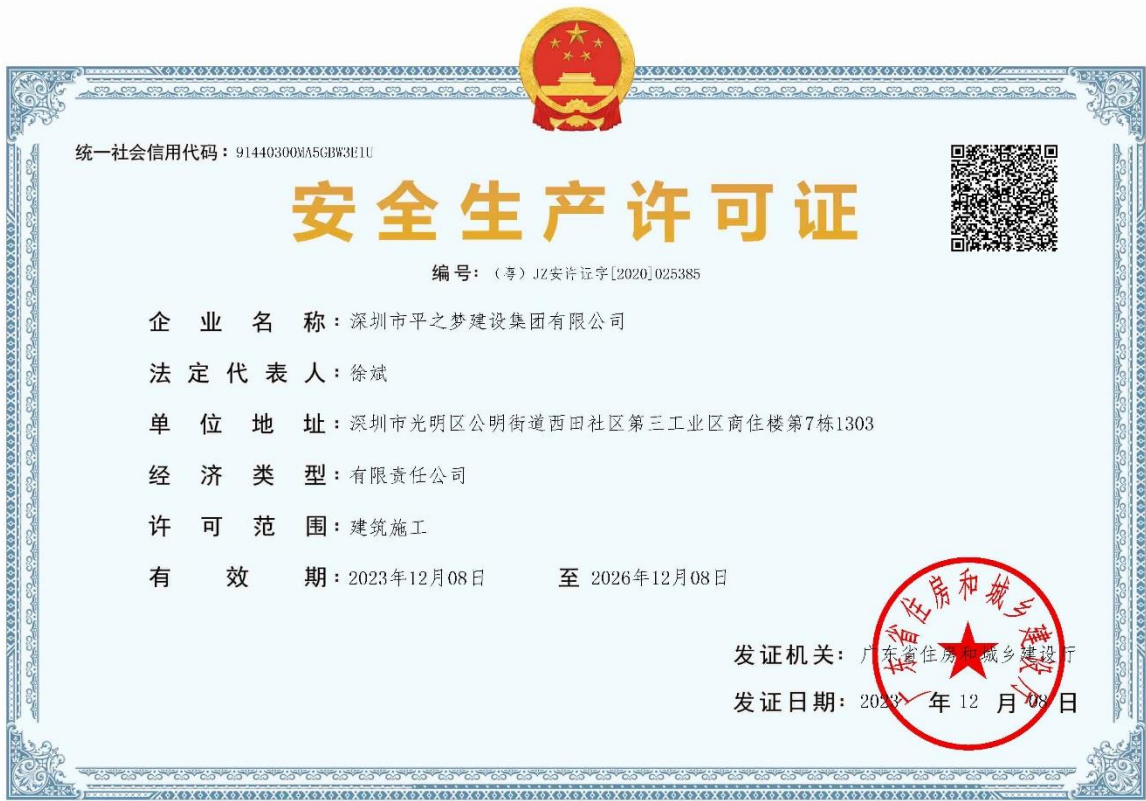 统一社会信用代码：91440300MA5GBW3E1U
安全生产许可证
编号：（粤）JZ安许证字[2020]025385
企业名称：深圳市平之梦建设集团有限公司
法定代表人：徐斌
单位地址：深圳市光明区公明街道西田社区第三工业区商住楼第7栋1303
经济类型：有限责任公司
许可范围：建筑施工
有效期：2023年12月08日 至 2026年12月08日
广东省住房和城乡建设厅
发证机关：广东省住房和城乡建设厅
发证日期：2023年12月08日